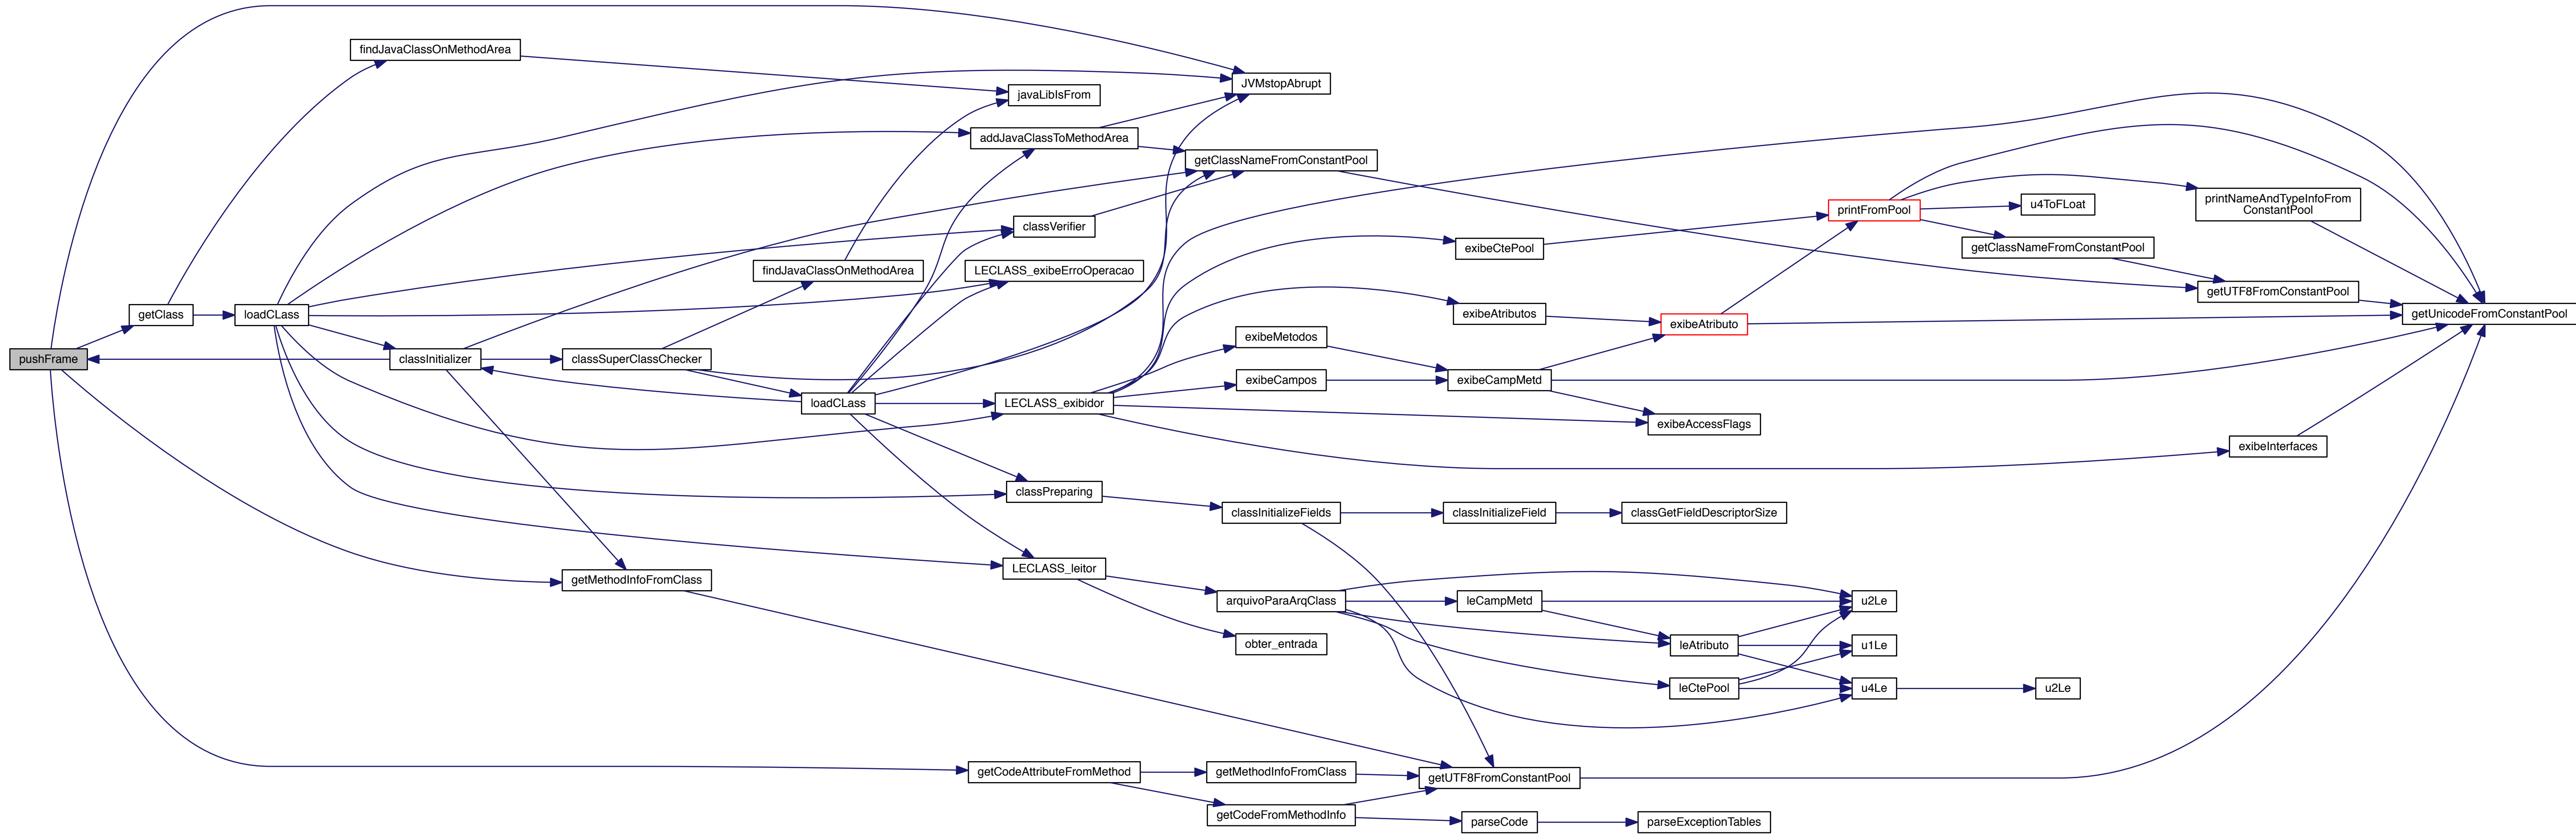 findJavaClassOnMethodArea
JVMstopAbrupt
javaLibIsFrom
addJavaClassToMethodArea
getClassNameFromConstantPool
printNameAndTypeInfoFrom
ConstantPool
u4ToFLoat
printFromPool
classVerifier
exibeCtePool
getClassNameFromConstantPool
findJavaClassOnMethodArea
LECLASS_exibeErroOperacao
getUTF8FromConstantPool
getClass
loadCLass
exibeAtributos
exibeAtributo
getUnicodeFromConstantPool
exibeMetodos
pushFrame
classInitializer
classSuperClassChecker
exibeCampos
exibeCampMetd
loadCLass
LECLASS_exibidor
exibeAccessFlags
exibeInterfaces
classPreparing
classInitializeFields
classInitializeField
classGetFieldDescriptorSize
LECLASS_leitor
getMethodInfoFromClass
arquivoParaArqClass
leCampMetd
u2Le
obter_entrada
leAtributo
u1Le
leCtePool
u4Le
u2Le
getCodeAttributeFromMethod
getMethodInfoFromClass
getUTF8FromConstantPool
getCodeFromMethodInfo
parseCode
parseExceptionTables